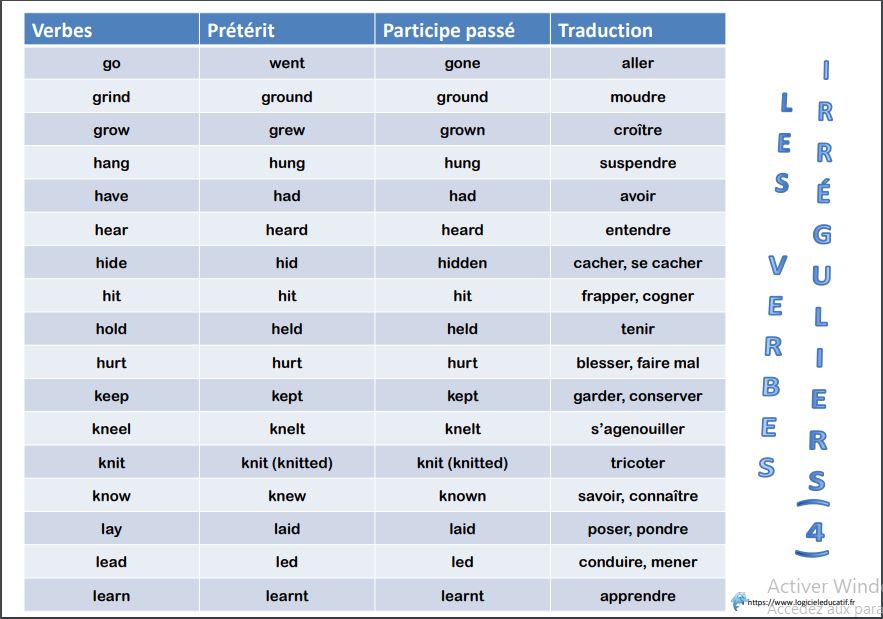 Verbes Prétérit Participe passé Traduction
go went gone aller
grind ground ground moudre
grow grew grown croître
hang hung hung suspendre
have had had avoir
hear heard heard entendre
hide hid hidden cacher, se cacher
hit hit hit frapper, cogner
hold held held tenir
hurt hurt hurt blesser, faire mal
keep kept kept garder, conserver
kneel knelt knelt s’agenouiller
knit knit (knitted) knit (knitted) tricoter
know knew known savoir, connaître
lay laid laid poser, pondre
lead led led conduire, mener
learn learnt learnt apprendre
LES VERBES
IRRÉGULIERS (4)
Activer Wind
https://www.logicieleducatif.fr
Accédez aux para